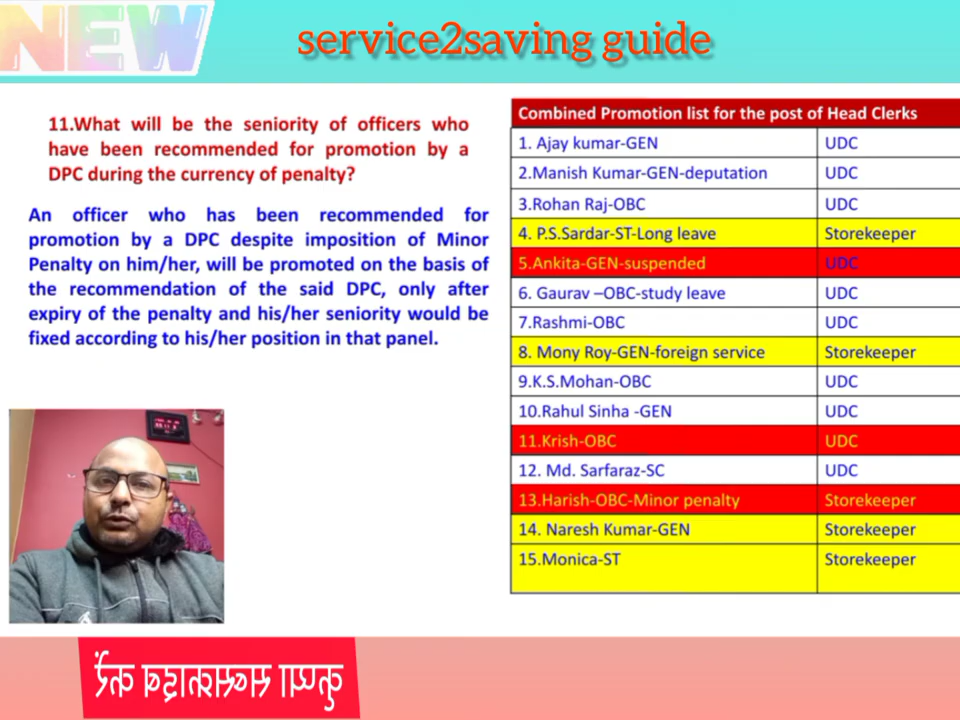 NEW
service2saving guide
11.What will be the seniority of officers who
have been recommended for promotion by a
DPC during the currency of penalty?
An officer who has been recommended for
promotion by a DPC despite imposition of Minor
Penalty on him/her, will be promoted on the basis of
the recommendation of the said DPC, only after
expiry of the penalty and his/her seniority would be
fixed according to his/her position in that panel.
Combined Promotion list for the post of Head Clerks
1. Ajay kumar-GEN UDC
2.Manish Kumar-GEN-deputation UDC
3.Rohan Raj-OBC UDC
4. P.S.Sardar-ST-Long leave Storekeeper
5.Ankita-GEN-suspended UDC
6. Gaurav –OBC-study leave UDC
7.Rashmi-OBC UDC
8. Mony Roy-GEN-foreign service Storekeeper
9.K.S.Mohan-OBC UDC
10.Rahul Sinha -GEN UDC
11.Krish-OBC UDC
12. Md. Sarfaraz-SC UDC
13.Harish-OBC-Minor penalty Storekeeper
14. Naresh Kumar-GEN Storekeeper
15.Monica-ST Storekeeper
कृप्या सब्सक्राइब करें